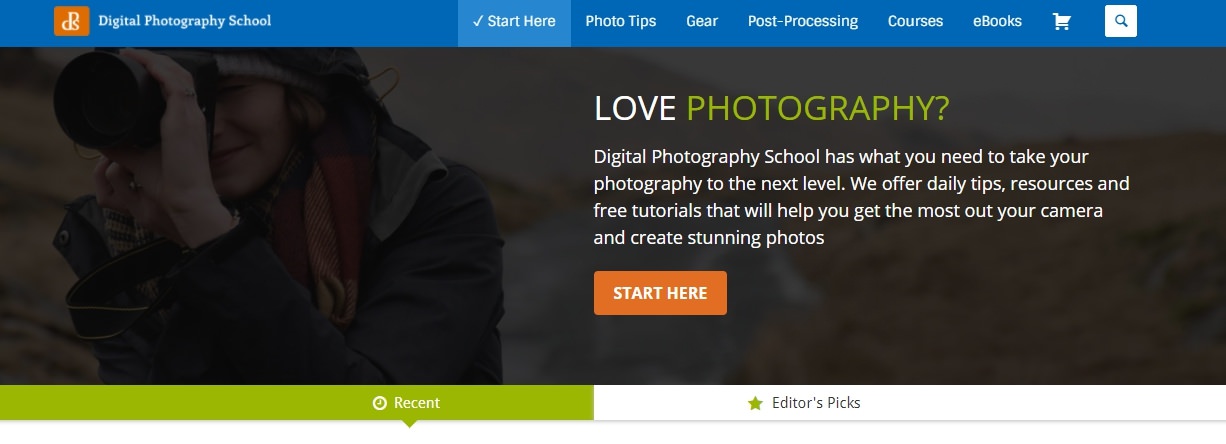 dPS
Digital Photography School
✓ Start Here
Photo Tips
Gear
Post-Processing
Courses
eBooks
LOVE PHOTOGRAPHY?
Digital Photography School has what you need to take your
photography to the next level. We offer daily tips, resources and
free tutorials that will help you get the most out your camera
and create stunning photos
START HERE
Recent
Editor's Picks